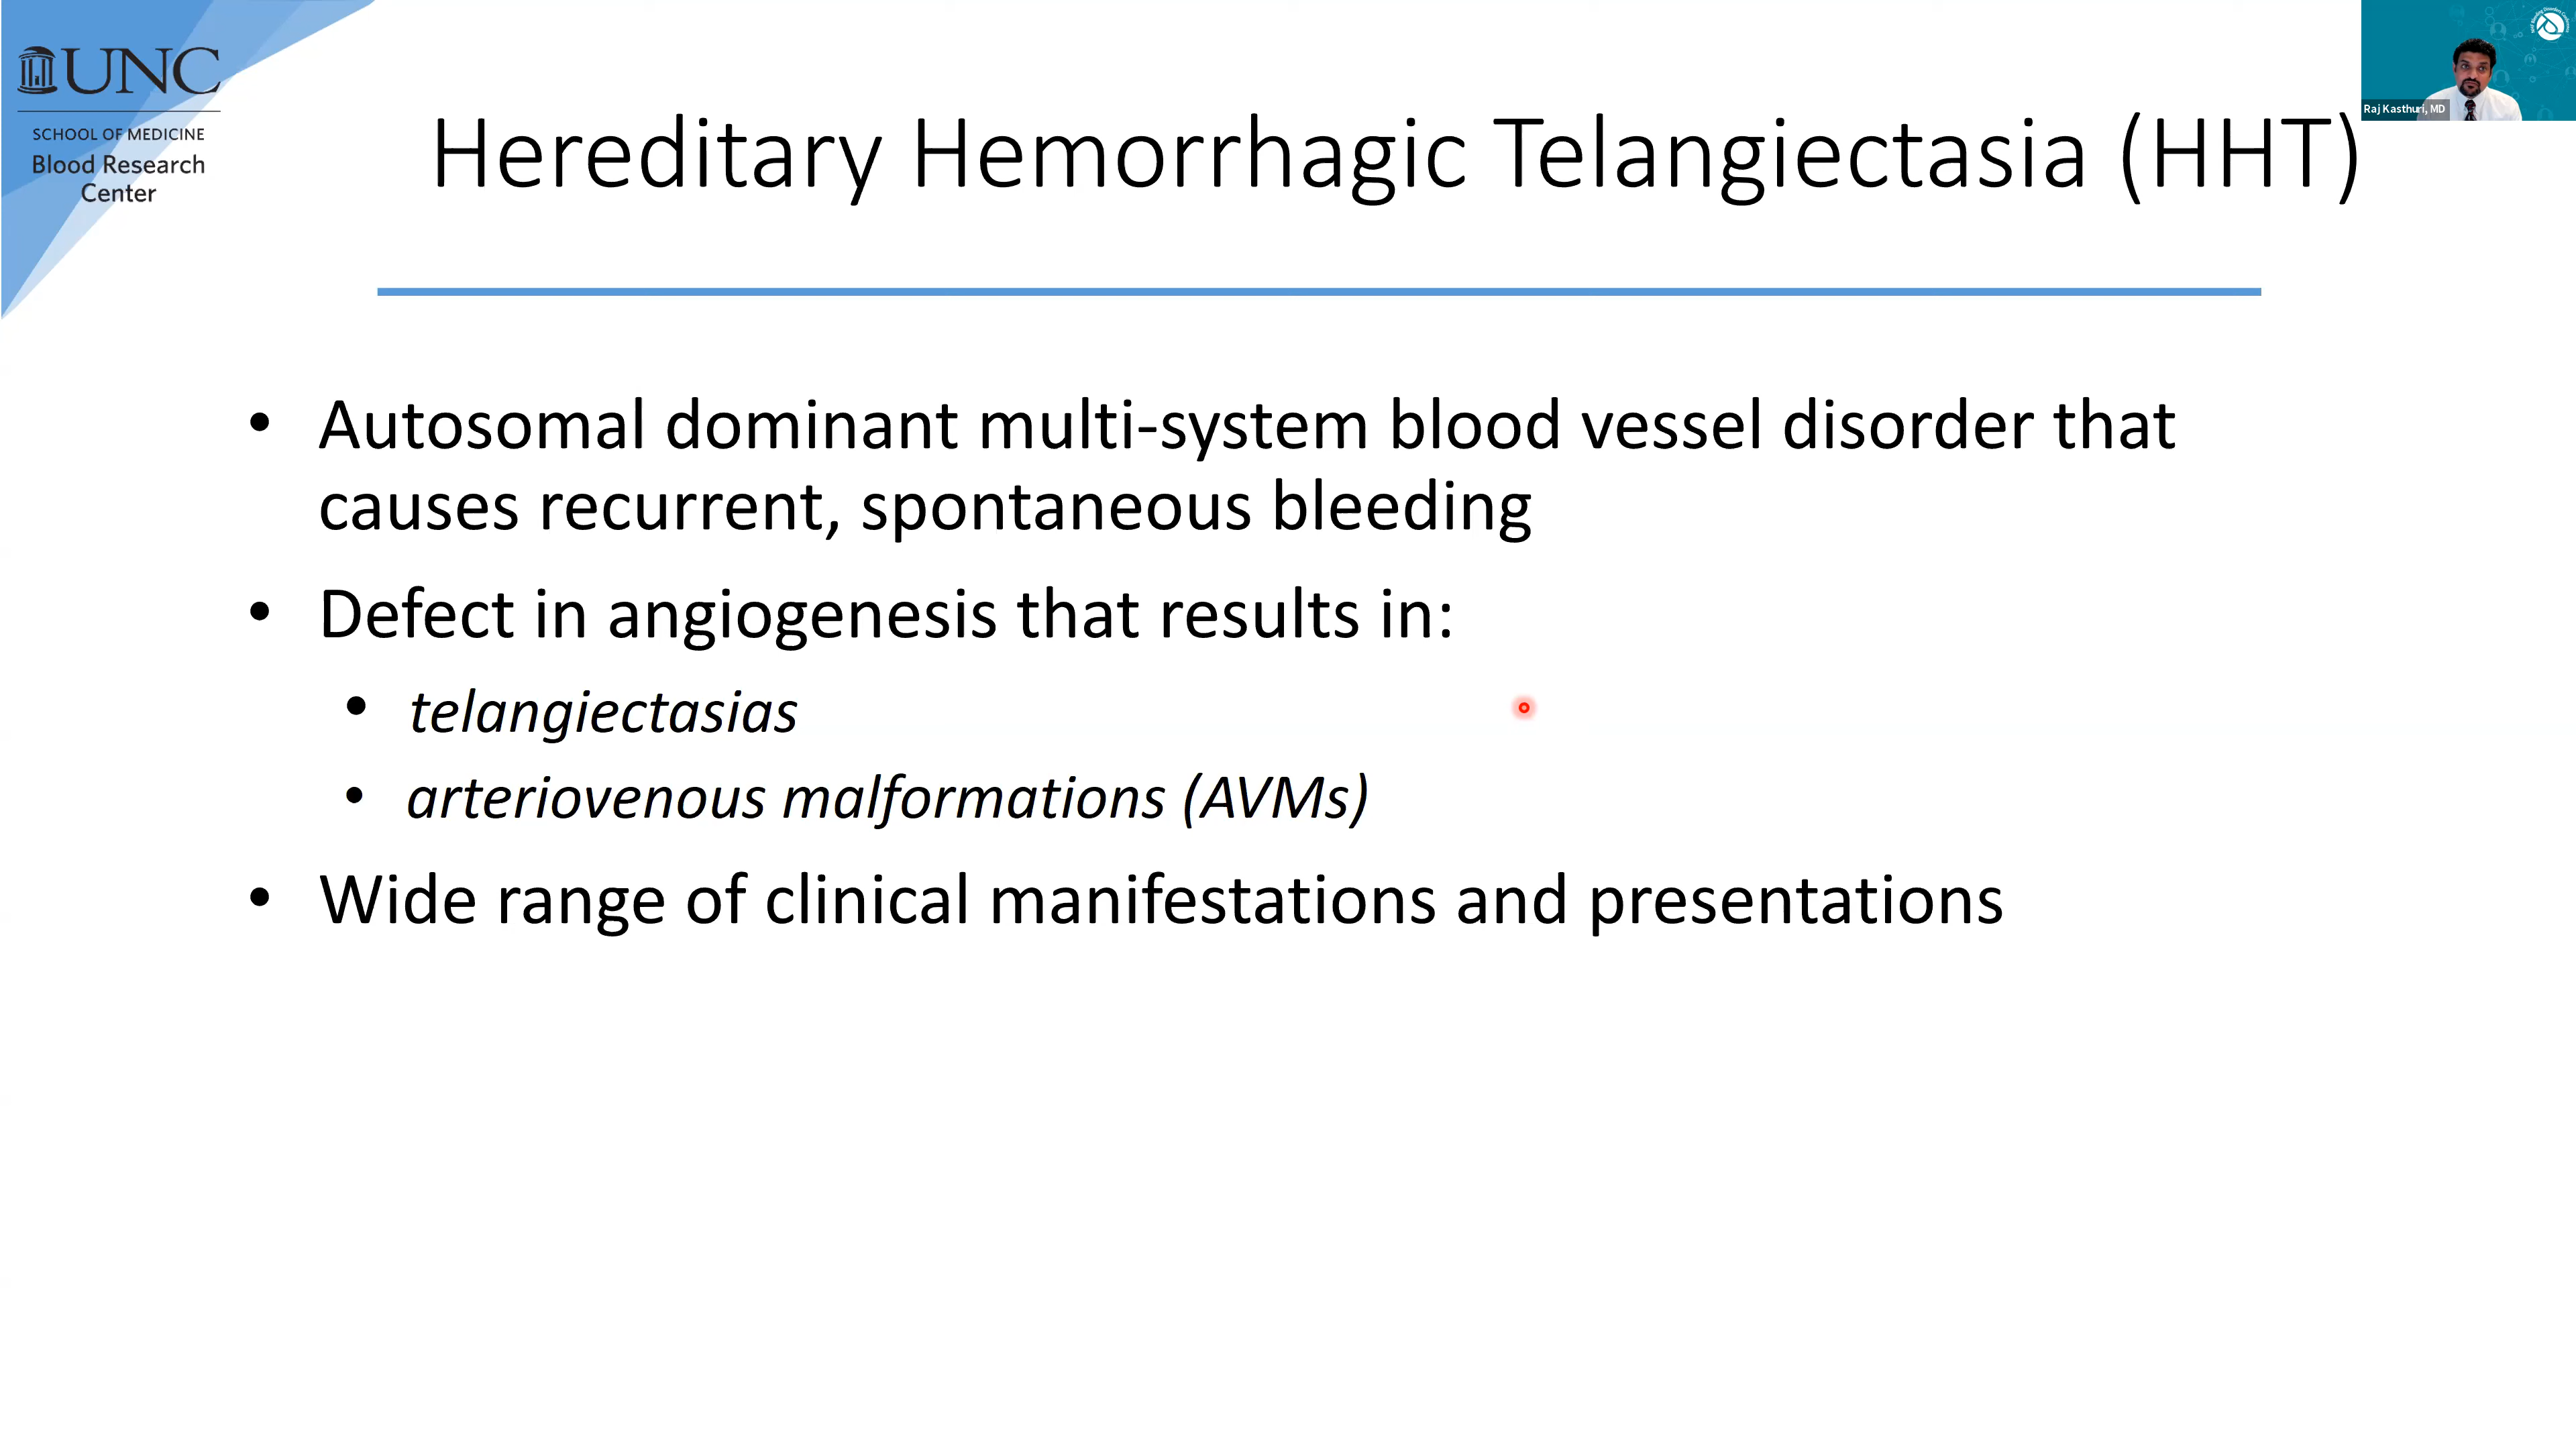 UNC
SCHOOL OF MEDICINE
Blood Research
Center
Raj Kasthuri, MD
Hereditary Hemorrhagic Telangiectasia (HHT)
• Autosomal dominant multi-system blood vessel disorder that
causes recurrent, spontaneous bleeding
• Defect in angiogenesis that results in:
• telangiectasias
• arteriovenous malformations (AVMs)
• Wide range of clinical manifestations and presentations